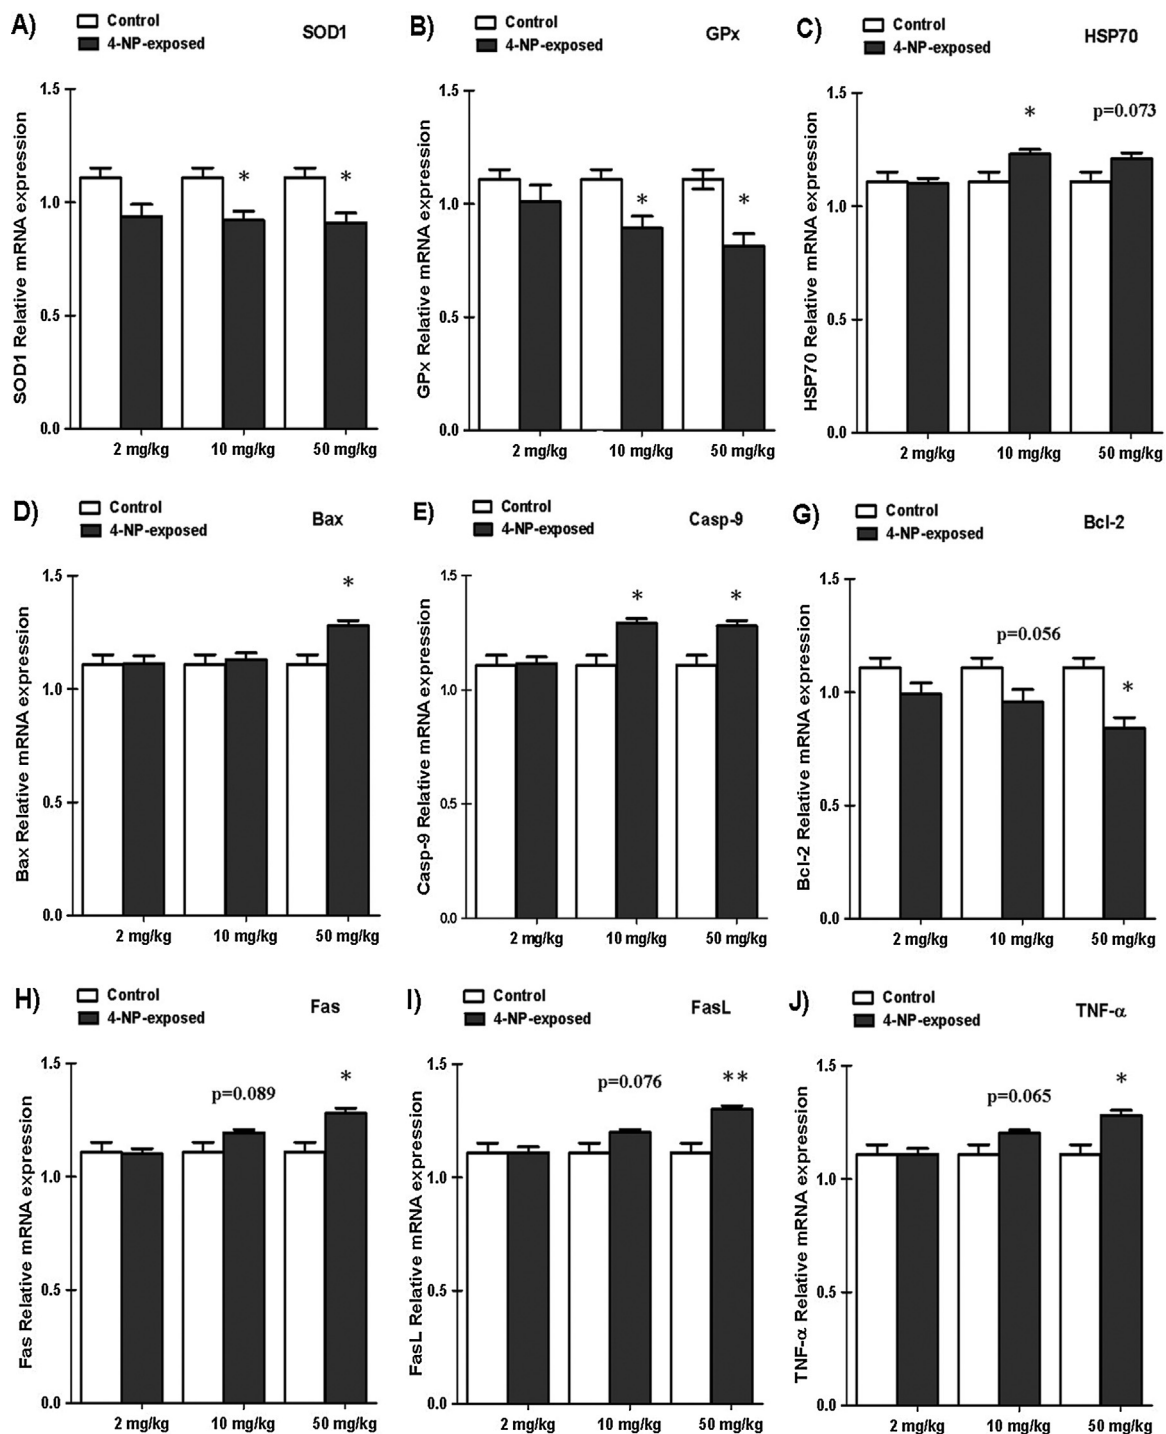 A)
Control
4-NP-exposed
SOD1
SOD1 Relative mRNA expression
1.5
*
*
1.0
0.5
0.0
2 mg/kg
10 mg/kg
50 mg/kg
B)
Control
4-NP-exposed
GPx
GPx Relative mRNA expression
1.5
*
*
1.0
0.5
0.0
2 mg/kg
10 mg/kg
50 mg/kg
C)
Control
4-NP-exposed
HSP70
HSP70 Relative mRNA expression
1.5
*
p=0.073
1.0
0.5
0.0
2 mg/kg
10 mg/kg
50 mg/kg
D)
Control
4-NP-exposed
Bax
Bax Relative mRNA expression
1.5
*
1.0
0.5
0.0
2 mg/kg
10 mg/kg
50 mg/kg
E)
Control
4-NP-exposed
Casp-9
Casp-9 Relative mRNA expression
1.5
*
*
1.0
0.5
0.0
2 mg/kg
10 mg/kg
50 mg/kg
G)
Control
4-NP-exposed
Bcl-2
Bcl-2 Relative mRNA expression
1.5
p=0.056
*
1.0
0.5
0.0
2 mg/kg
10 mg/kg
50 mg/kg
H)
Control
4-NP-exposed
Fas
Fas Relative mRNA expression
1.5
p=0.089
*
1.0
0.5
0.0
2 mg/kg
10 mg/kg
50 mg/kg
I)
Control
4-NP-exposed
FasL
FasL Relative mRNA expression
1.5
p=0.076
**
1.0
0.5
0.0
2 mg/kg
10 mg/kg
50 mg/kg
J)
Control
4-NP-exposed
TNF-α
TNF-α Relative mRNA expression
1.5
p=0.065
*
1.0
0.5
0.0
2 mg/kg
10 mg/kg
50 mg/kg